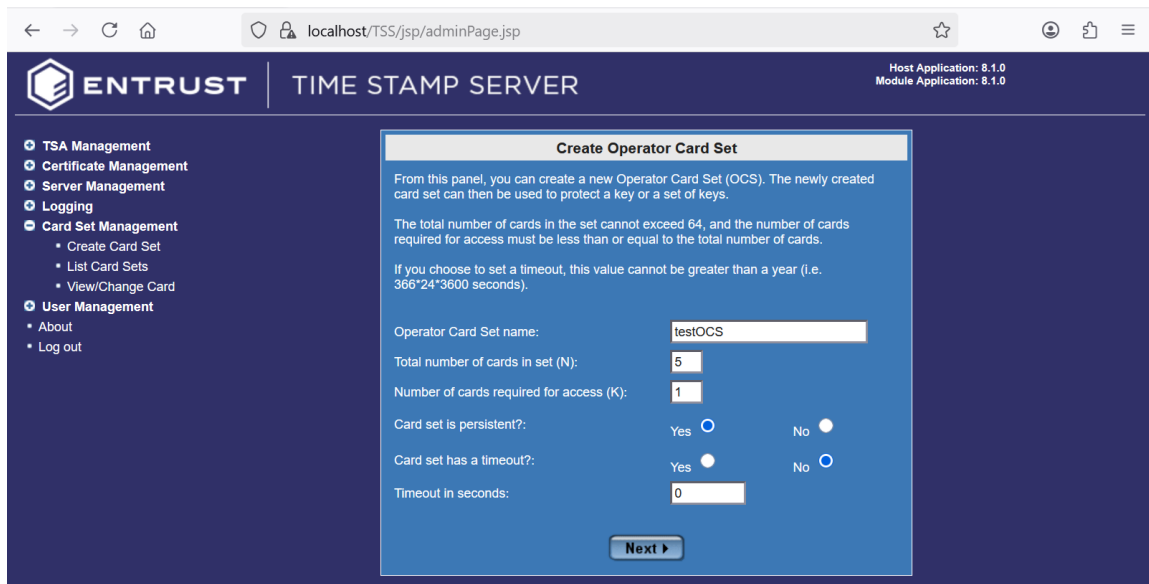 localhost/TSS/jsp/adminPage.jsp
ENTRUST
TIME STAMP SERVER
Host Application: 8.1.0
Module Application: 8.1.0
TSA Management
Certificate Management
Server Management
Logging
Card Set Management
Create Card Set
List Card Sets
View/Change Card
User Management
About
Log out
Create Operator Card Set
From this panel, you can create a new Operator Card Set (OCS). The newly created
card set can then be used to protect a key or a set of keys.
The total number of cards in the set cannot exceed 64, and the number of cards
required for access must be less than or equal to the total number of cards.
If you choose to set a timeout, this value cannot be greater than a year (i.e.
366*24*3600 seconds).
Operator Card Set name: testOCS
Total number of cards in set (N): 5
Number of cards required for access (K): 1
Card set is persistent?: Yes No
Card set has a timeout?: Yes No
Timeout in seconds: 0
Next